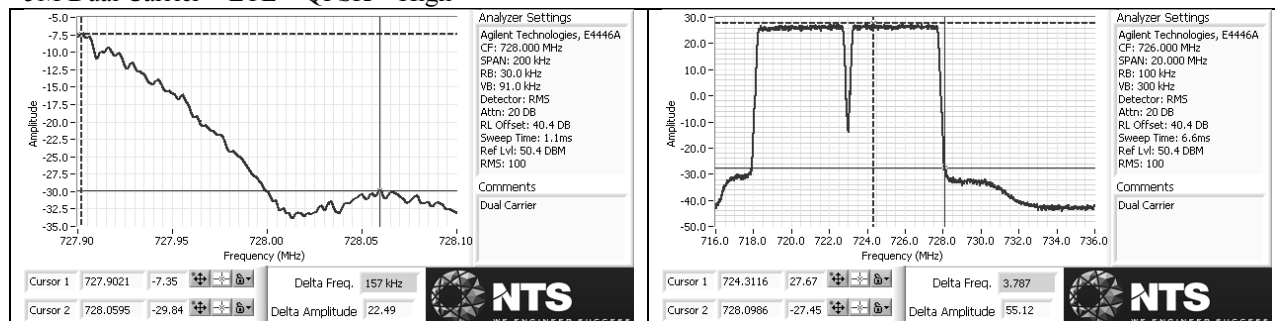 5M Dual Carrier – LTE – QPSK – High
-5.0
-7.5
-10.0
-12.5
-15.0
-17.5
-20.0
-22.5
-25.0
-27.5
-30.0
-32.5
-35.0
Amplitude
727.90 727.95 728.00 728.05 728.10
Frequency (MHz)
Analyzer Settings
Agilent Technologies, E4446A
CF: 728.000 MHz
SPAN: 200 kHz
RB: 30.0 kHz
VB: 91.0 kHz
Detector: RMS
Attn: 20 DB
RL Offset: 40.4 DB
Sweep Time: 1.1ms
Ref Lvl: 50.4 DBM
RMS: 100
Comments
Dual Carrier
Cursor 1 727.9021 -7.35
Cursor 2 728.0595 -29.84
Delta Freq. 157 kHz
Delta Amplitude 22.49
NTS
WE ENGINEER SUCCESS
30.0
20.0
10.0
0.0
-10.0
-20.0
-30.0
-40.0
-50.0
Amplitude
716.0 718.0 720.0 722.0 724.0 726.0 728.0 730.0 732.0 734.0 736.0
Frequency (MHz)
Analyzer Settings
Agilent Technologies, E4446A
CF: 726.000 MHz
SPAN: 20.000 MHz
RB: 100 kHz
VB: 300 kHz
Detector: RMS
Attn: 20 DB
RL Offset: 40.4 DB
Sweep Time: 6.6ms
Ref Lvl: 50.4 DBM
RMS: 100
Comments
Dual Carrier
Cursor 1 724.3116 27.67
Cursor 2 728.0986 -27.45
Delta Freq. 3.787
Delta Amplitude 55.12
NTS
WE ENGINEER SUCCESS